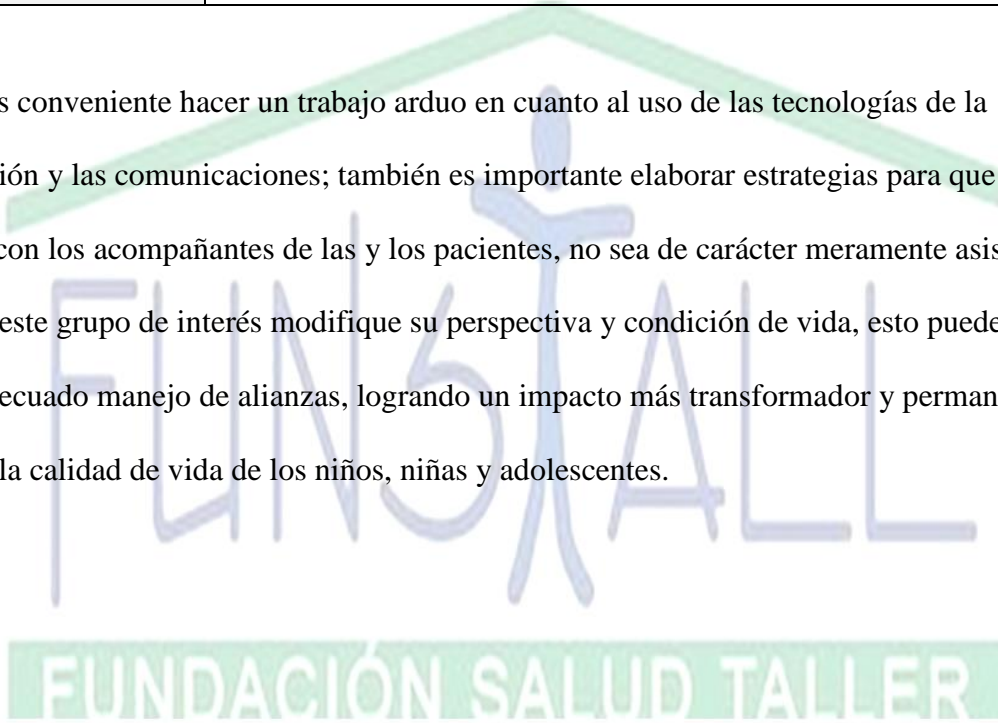 s conveniente hacer un trabajo arduo en cuanto al uso de las tecnologías de la
ión y las comunicaciones; también es importante elaborar estrategias para que
con los acompañantes de las y los pacientes, no sea de carácter meramente asis
este grupo de interés modifique su perspectiva y condición de vida, esto puede
ecuado manejo de alianzas, logrando un impacto más transformador y perman
la calidad de vida de los niños, niñas y adolescentes.
FUNSTALL
FUNDACIÓN SALUD TALLER